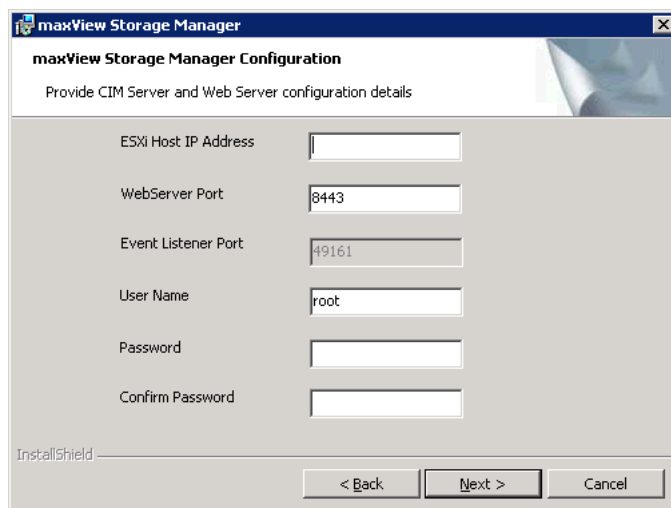 maxView Storage Manager
maxView Storage Manager Configuration
Provide CIM Server and Web Server configuration details
ESXi Host IP Address
WebServer Port
8443
Event Listener Port
49161
User Name
root
Password
Confirm Password
InstallShield
< Back
Next >
Cancel